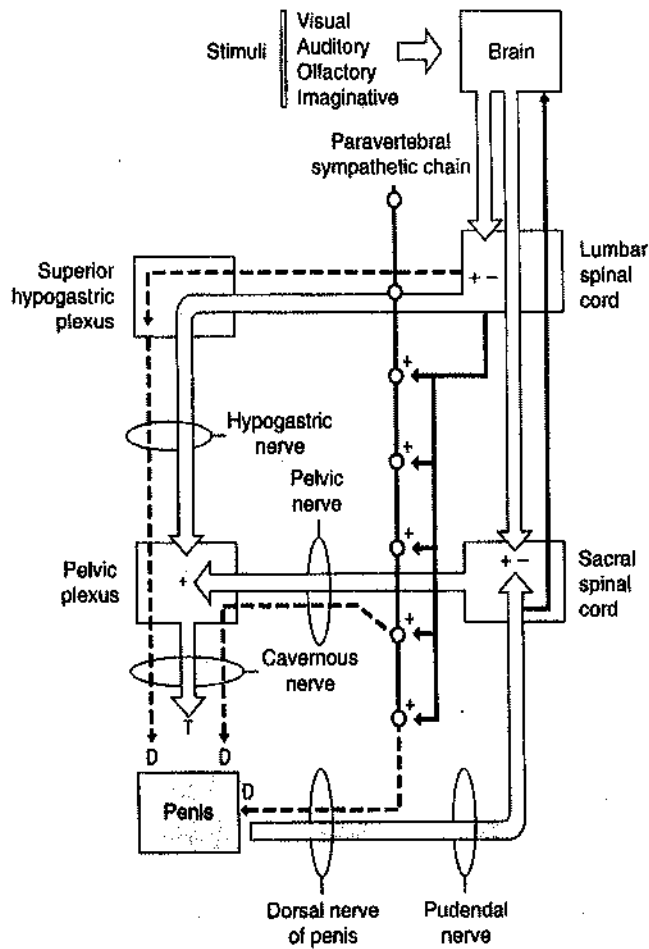 Stimuli
Visual
Auditory
Olfactory
Imaginative
Brain
Paravertebral
sympathetic chain
Superior
hypogastric
plexus
+ −
Lumbar
spinal
cord
+
Hypogastric
nerve
+
Pelvic
nerve
Pelvic
plexus
+
+
+ −
Sacral
spinal
cord
+
Cavernous
nerve
+
T
D
D
Penis
D
Dorsal nerve
of penis
Pudendal
nerve